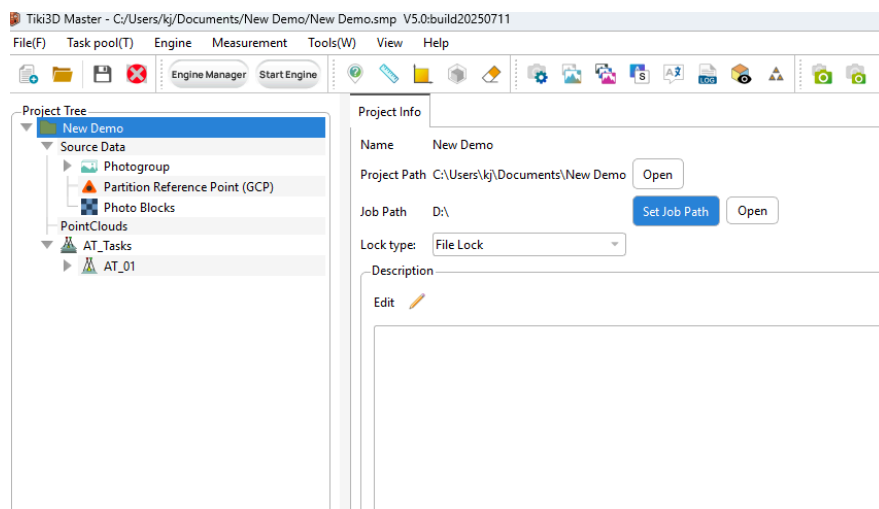 Tiki3D Master - C:/Users/kj/Documents/New Demo/New Demo.smp V5.0:build20250711
File(F) Task pool(T) Engine Measurement Tools(W) View Help
Engine Manager Start Engine S A LOG
Project Tree
New Demo
Source Data
Photogroup
Partition Reference Point (GCP)
Photo Blocks
PointClouds
AT_Tasks
AT_01
Project Info
Name New Demo
Project Path C:\Users\kj\Documents\New Demo Open
Job Path D:\ Set Job Path Open
Lock type: File Lock
Description
Edit